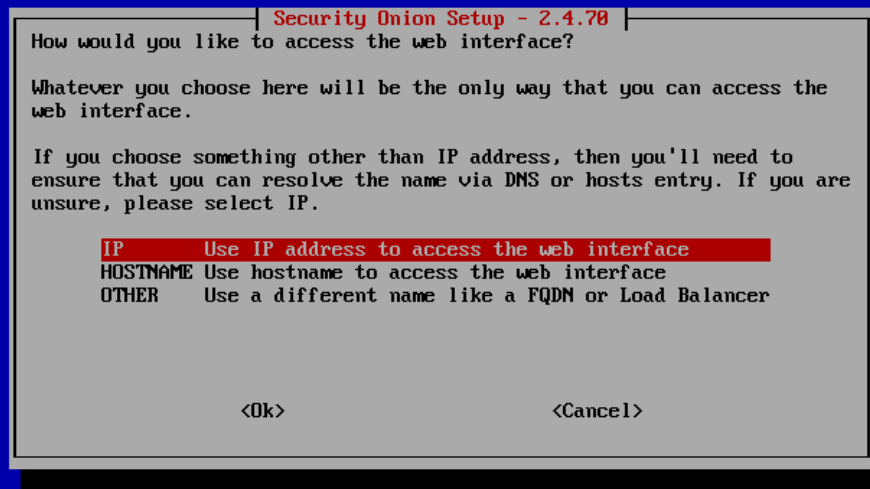 Security Onion Setup - 2.4.70
How would you like to access the web interface?
Whatever you choose here will be the only way that you can access the
web interface.
If you choose something other than IP address, then you'll need to
ensure that you can resolve the name via DNS or hosts entry. If you are
unsure, please select IP.
IP Use IP address to access the web interface
HOSTNAME Use hostname to access the web interface
OTHER Use a different name like a FQDN or Load Balancer
<Ok> <Cancel>